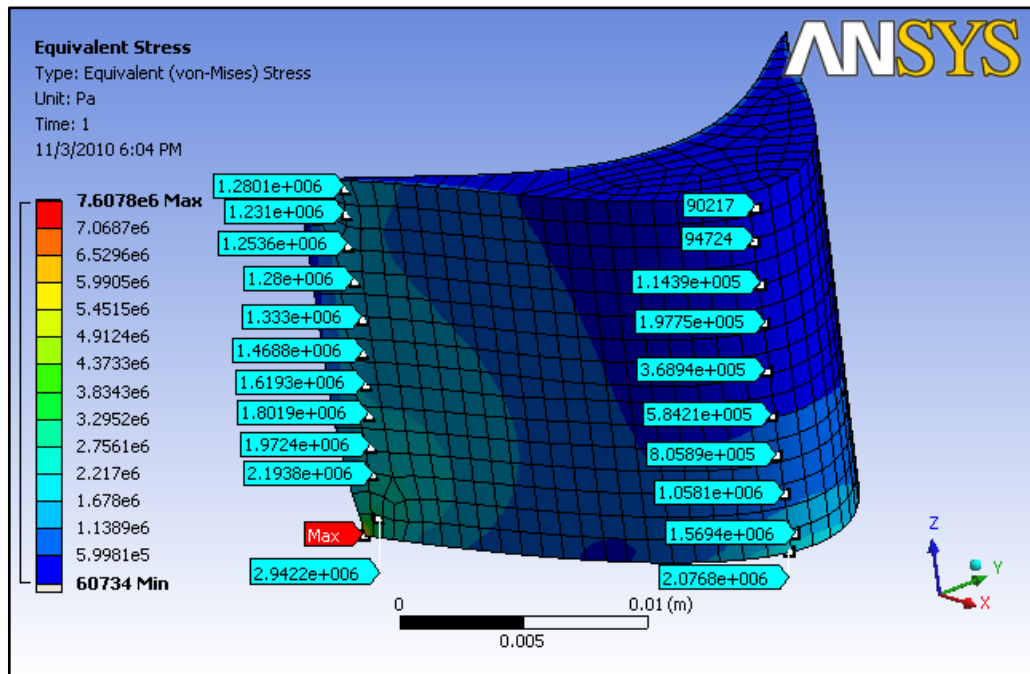 Equivalent Stress
Type: Equivalent (von-Mises) Stress
Unit: Pa
Time: 1
11/3/2010 6:04 PM
ANSYS
7.6078e6 Max
7.0687e6
6.5296e6
5.9905e6
5.4515e6
4.9124e6
4.3733e6
3.8343e6
3.2952e6
2.7561e6
2.217e6
1.678e6
1.1389e6
5.9981e5
60734 Min
1.2801e+006
1.231e+006
1.2536e+006
1.28e+006
1.333e+006
1.4688e+006
1.6193e+006
1.8019e+006
1.9724e+006
2.1938e+006
Max
2.9422e+006
90217
94724
1.1439e+005
1.9775e+005
3.6894e+005
5.8421e+005
8.0589e+005
1.0581e+006
1.5694e+006
2.0768e+006
0
0.01 (m)
0.005
Z
Y
X